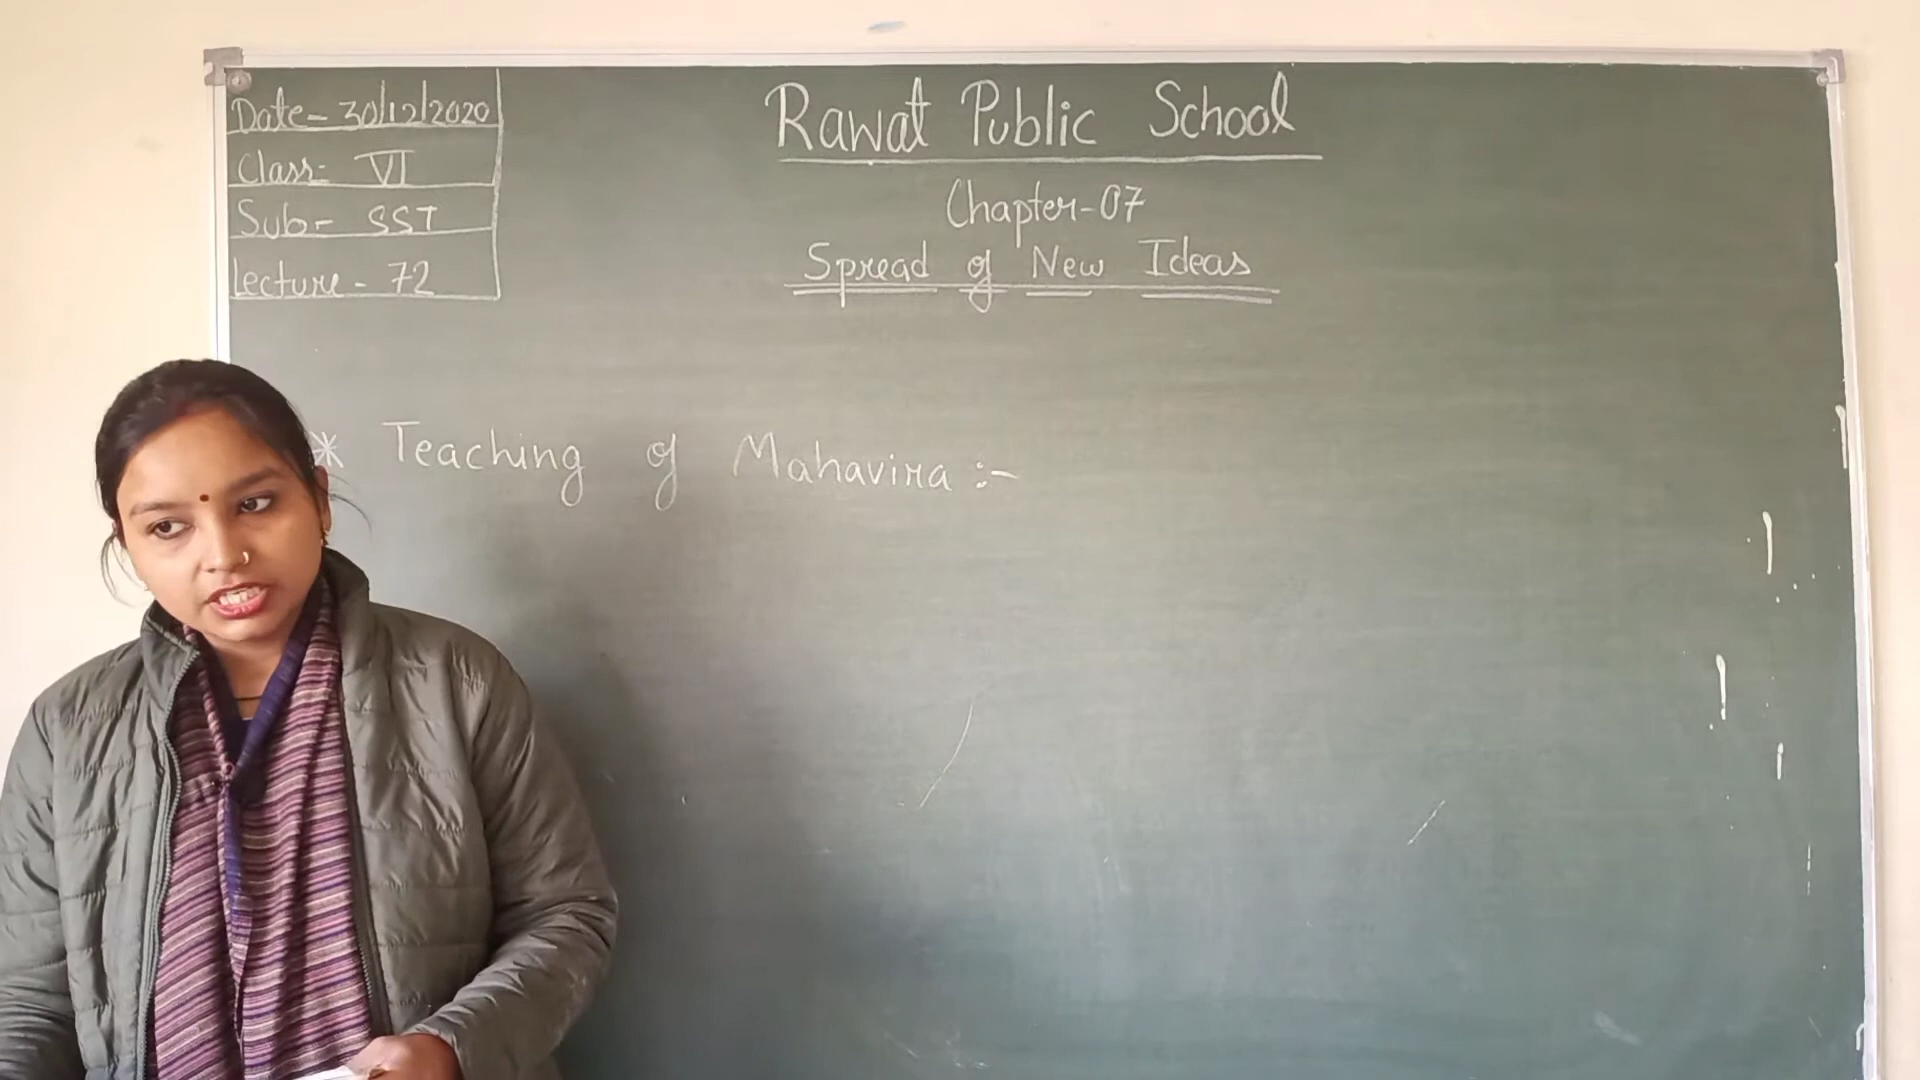 Date- 30/12/2020
Class:- VI
Sub:- SST
Lecture - 72
Rawat Public School
Chapter-07
Spread of New Ideas
* Teaching of Mahavira :-